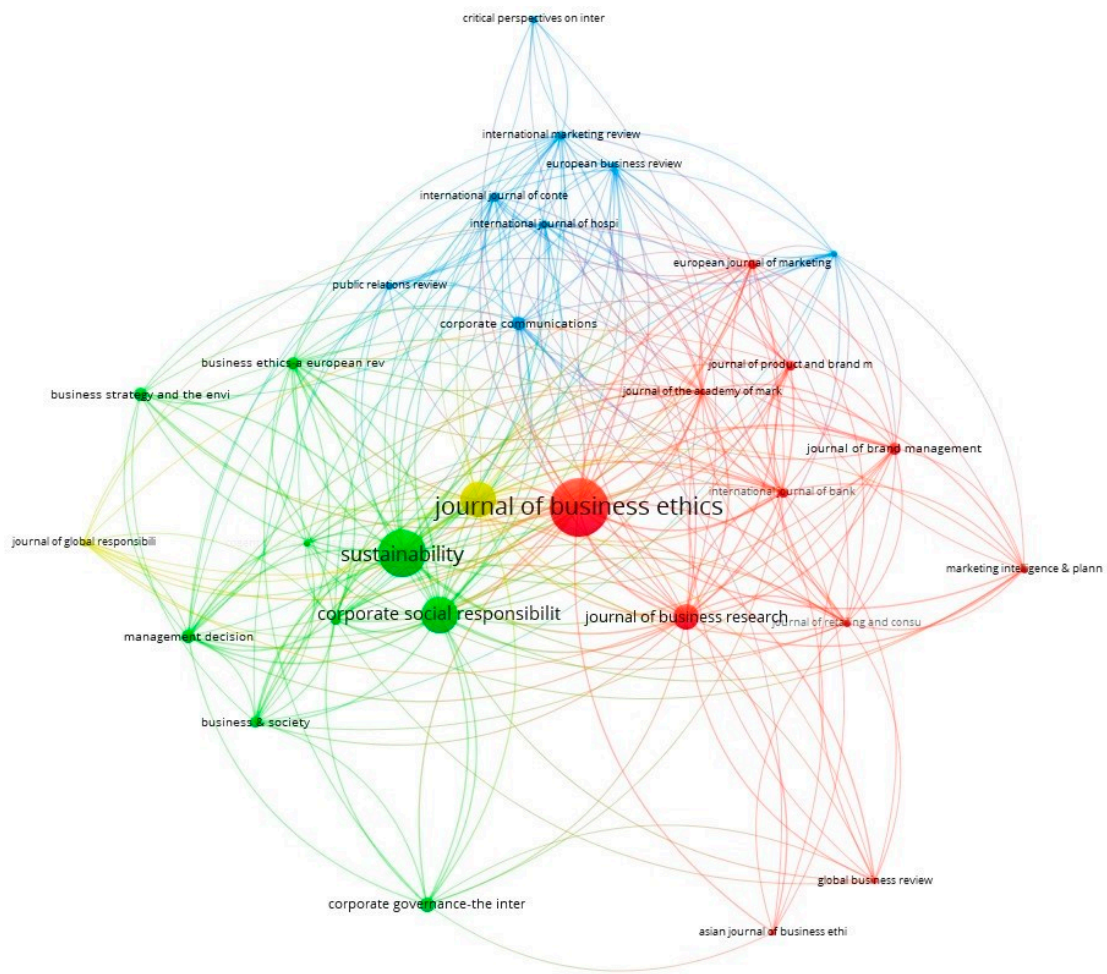 critical perspectives on inter
international marketing review
european business review
international journal of conte
international journal of hospi
european journal of marketing
public relations review
corporate communications
business ethics-a european rev
journal of product and brand m
business strategy and the envi
journal of the academy of mark
journal of brand management
international journal of bank
journal of business ethics
journal of global responsibili
sustainability
marketing intelligence & plann
corporate social responsibilit
journal of business research
journal of retailing and consu
management decision
business & society
global business review
corporate governance-the inter
asian journal of business ethi